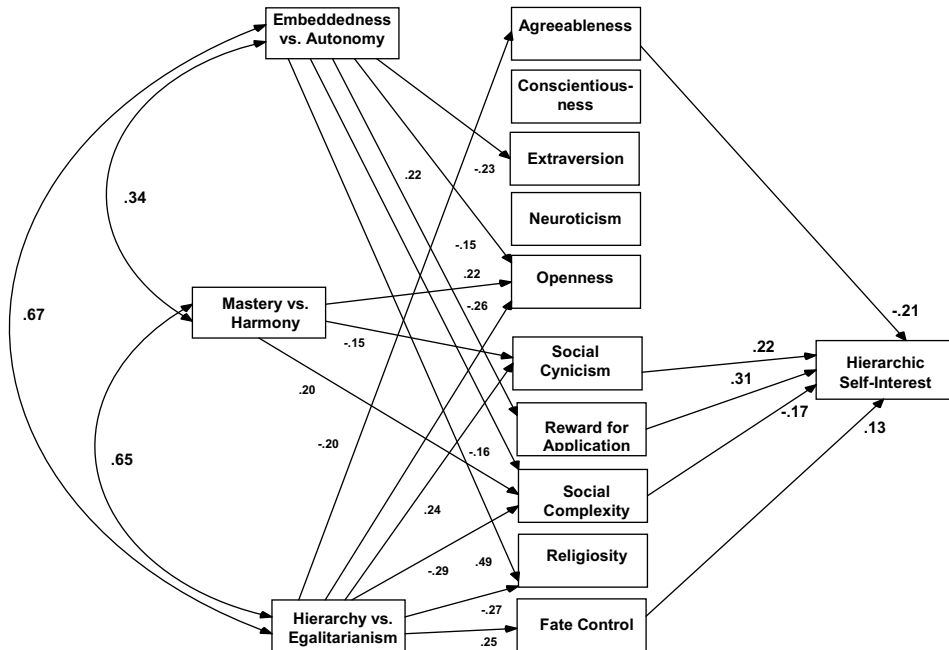 Embeddedness
vs. Autonomy
Agreeableness
Conscientious-
ness
Extraversion
Neuroticism
Openness
Mastery vs.
Harmony
Social
Cynicism
Hierarchic
Self-Interest
Reward for
Application
Social
Complexity
Religiosity
Hierarchy vs.
Egalitarianism
Fate Control
.34
.67
.65
.22
-.23
-.15
.22
-.26
-.15
.20
-.20
-.16
.24
-.29
.49
-.27
.25
-.21
.22
.31
-.17
.13